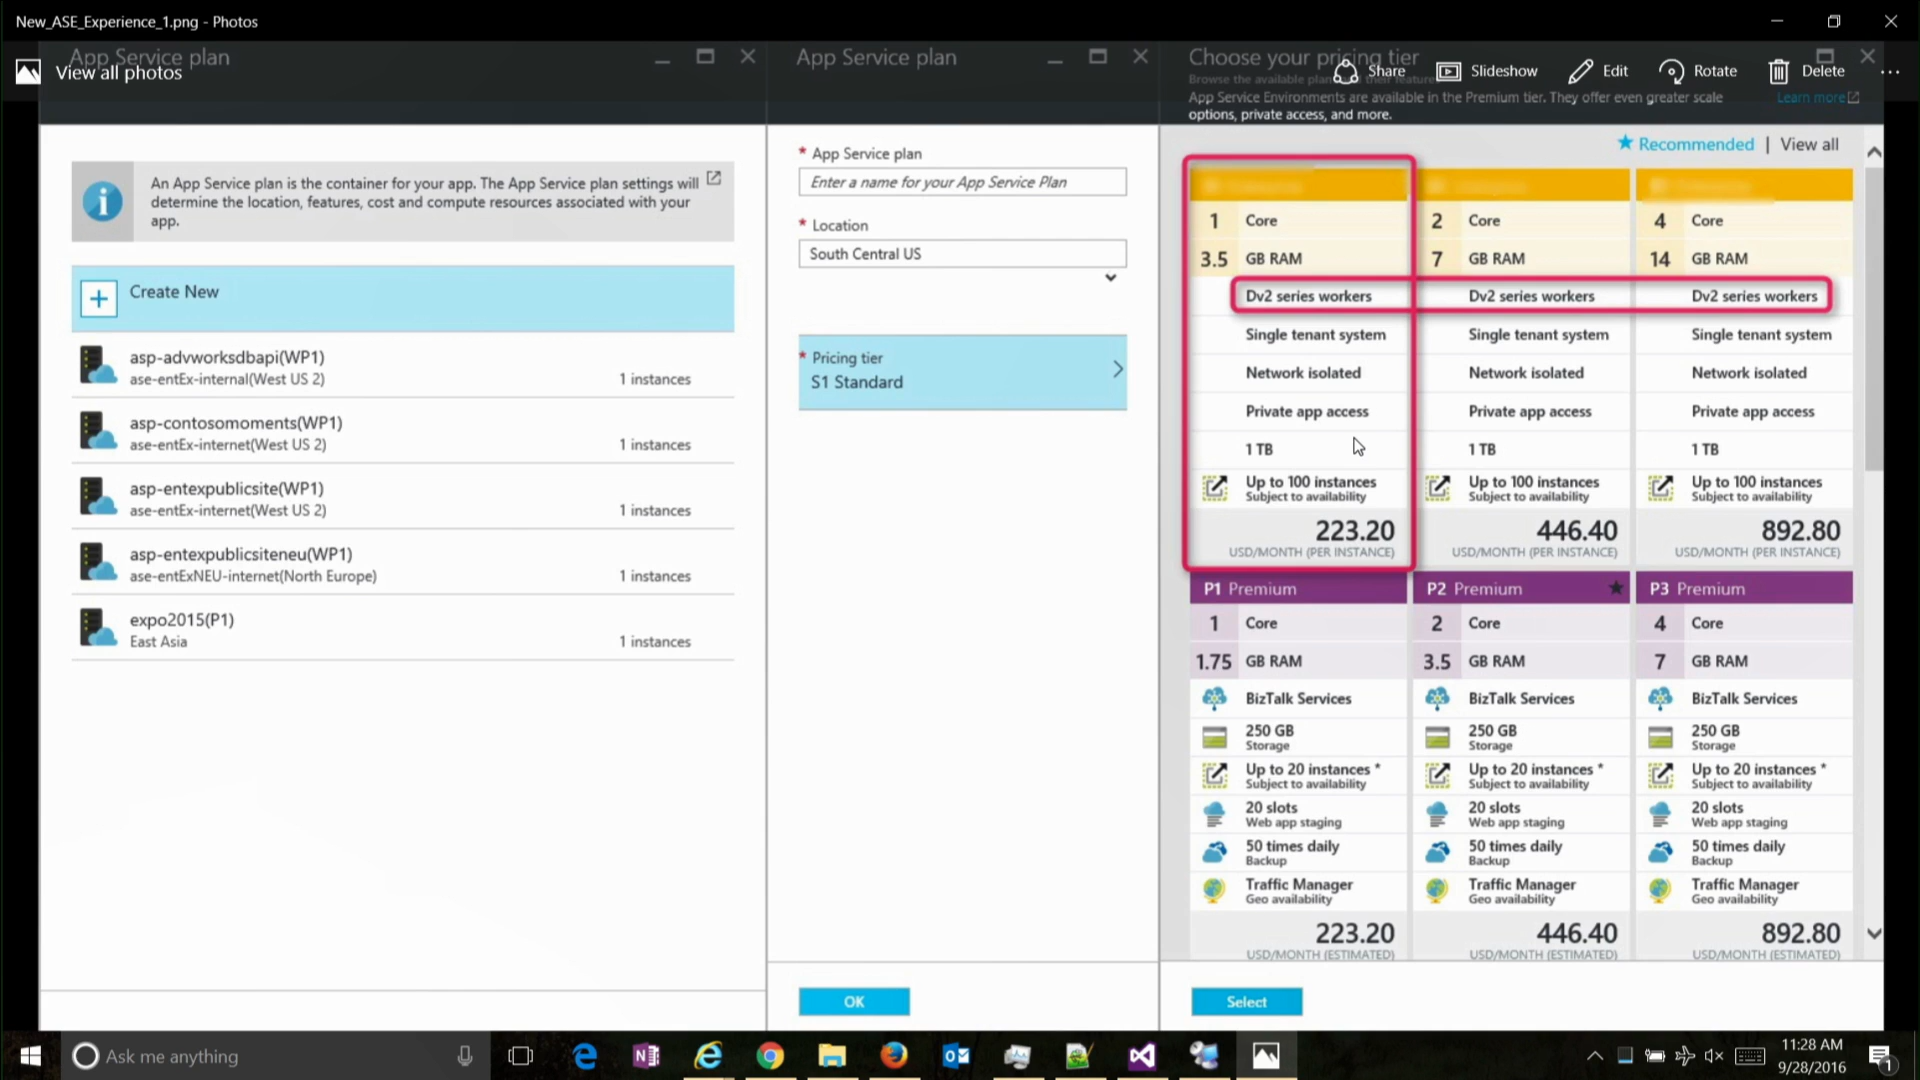 New_ASE_Experience_1.png - Photos
View all photos
Share
Slideshow
Edit
Rotate
Delete
App Service plan
An App Service plan is the container for your app. The App Service plan settings will
determine the location, features, cost and compute resources associated with your
app.
Create New
asp-advworksdbapi(WP1)
ase-entEx-internal(West US 2)
1 instances
asp-contosomoments(WP1)
ase-entEx-internet(West US 2)
1 instances
asp-entexpublicsite(WP1)
ase-entEx-internet(West US 2)
1 instances
asp-entexpublicsiteneu(WP1)
ase-entExNEU-internet(North Europe)
1 instances
expo2015(P1)
East Asia
1 instances
App Service plan
* App Service plan
Enter a name for your App Service Plan
* Location
South Central US
* Pricing tier
S1 Standard
OK
Choose your pricing tier
Browse the available plan
App Service Environments are available in the Premium tier. They offer even greater scale
options, private access, and more.
Learn more
Recommended | View all
1 Core
3.5 GB RAM
Dv2 series workers
Single tenant system
Network isolated
Private app access
1 TB
Up to 100 instances
Subject to availability
223.20
USD/MONTH (PER INSTANCE)
2 Core
7 GB RAM
Dv2 series workers
Single tenant system
Network isolated
Private app access
1 TB
Up to 100 instances
Subject to availability
446.40
USD/MONTH (PER INSTANCE)
4 Core
14 GB RAM
Dv2 series workers
Single tenant system
Network isolated
Private app access
1 TB
Up to 100 instances
Subject to availability
892.80
USD/MONTH (PER INSTANCE)
P1 Premium
1 Core
1.75 GB RAM
BizTalk Services
250 GB
Storage
Up to 20 instances *
Subject to availability
20 slots
Web app staging
50 times daily
Backup
Traffic Manager
Geo availability
223.20
USD/MONTH (ESTIMATED)
P2 Premium
2 Core
3.5 GB RAM
BizTalk Services
250 GB
Storage
Up to 20 instances *
Subject to availability
20 slots
Web app staging
50 times daily
Backup
Traffic Manager
Geo availability
446.40
USD/MONTH (ESTIMATED)
P3 Premium
4 Core
7 GB RAM
BizTalk Services
250 GB
Storage
Up to 20 instances *
Subject to availability
20 slots
Web app staging
50 times daily
Backup
Traffic Manager
Geo availability
892.80
USD/MONTH (ESTIMATED)
Select
Ask me anything
11:28 AM
9/28/2016
1